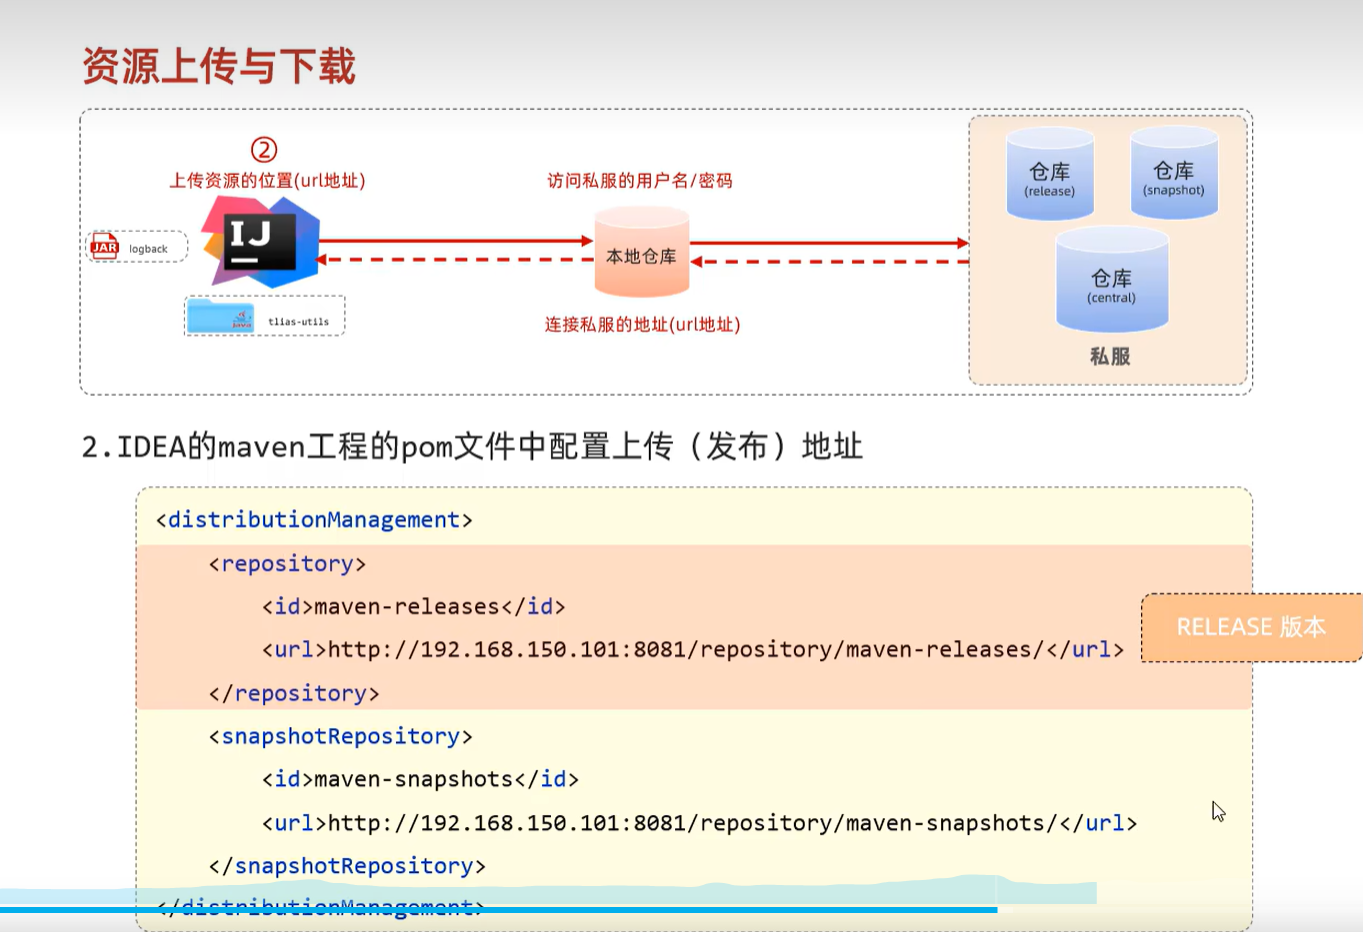 资源上传与下载
②
上传资源的位置(url地址)
访问私服的用户名/密码
仓库
(release)
仓库
(snapshot)
IJ
JAR
logback
本地仓库
仓库
(central)
tlias-utils
连接私服的地址(url地址)
私服
2.IDEA的maven工程的pom文件中配置上传（发布）地址
<distributionManagement>
<repository>
<id>maven-releases</id>
<url>http://192.168.150.101:8081/repository/maven-releases/</url>
RELEASE 版本
</repository>
<snapshotRepository>
<id>maven-snapshots</id>
<url>http://192.168.150.101:8081/repository/maven-snapshots/</url>
</snapshotRepository>
</distributionManagement>